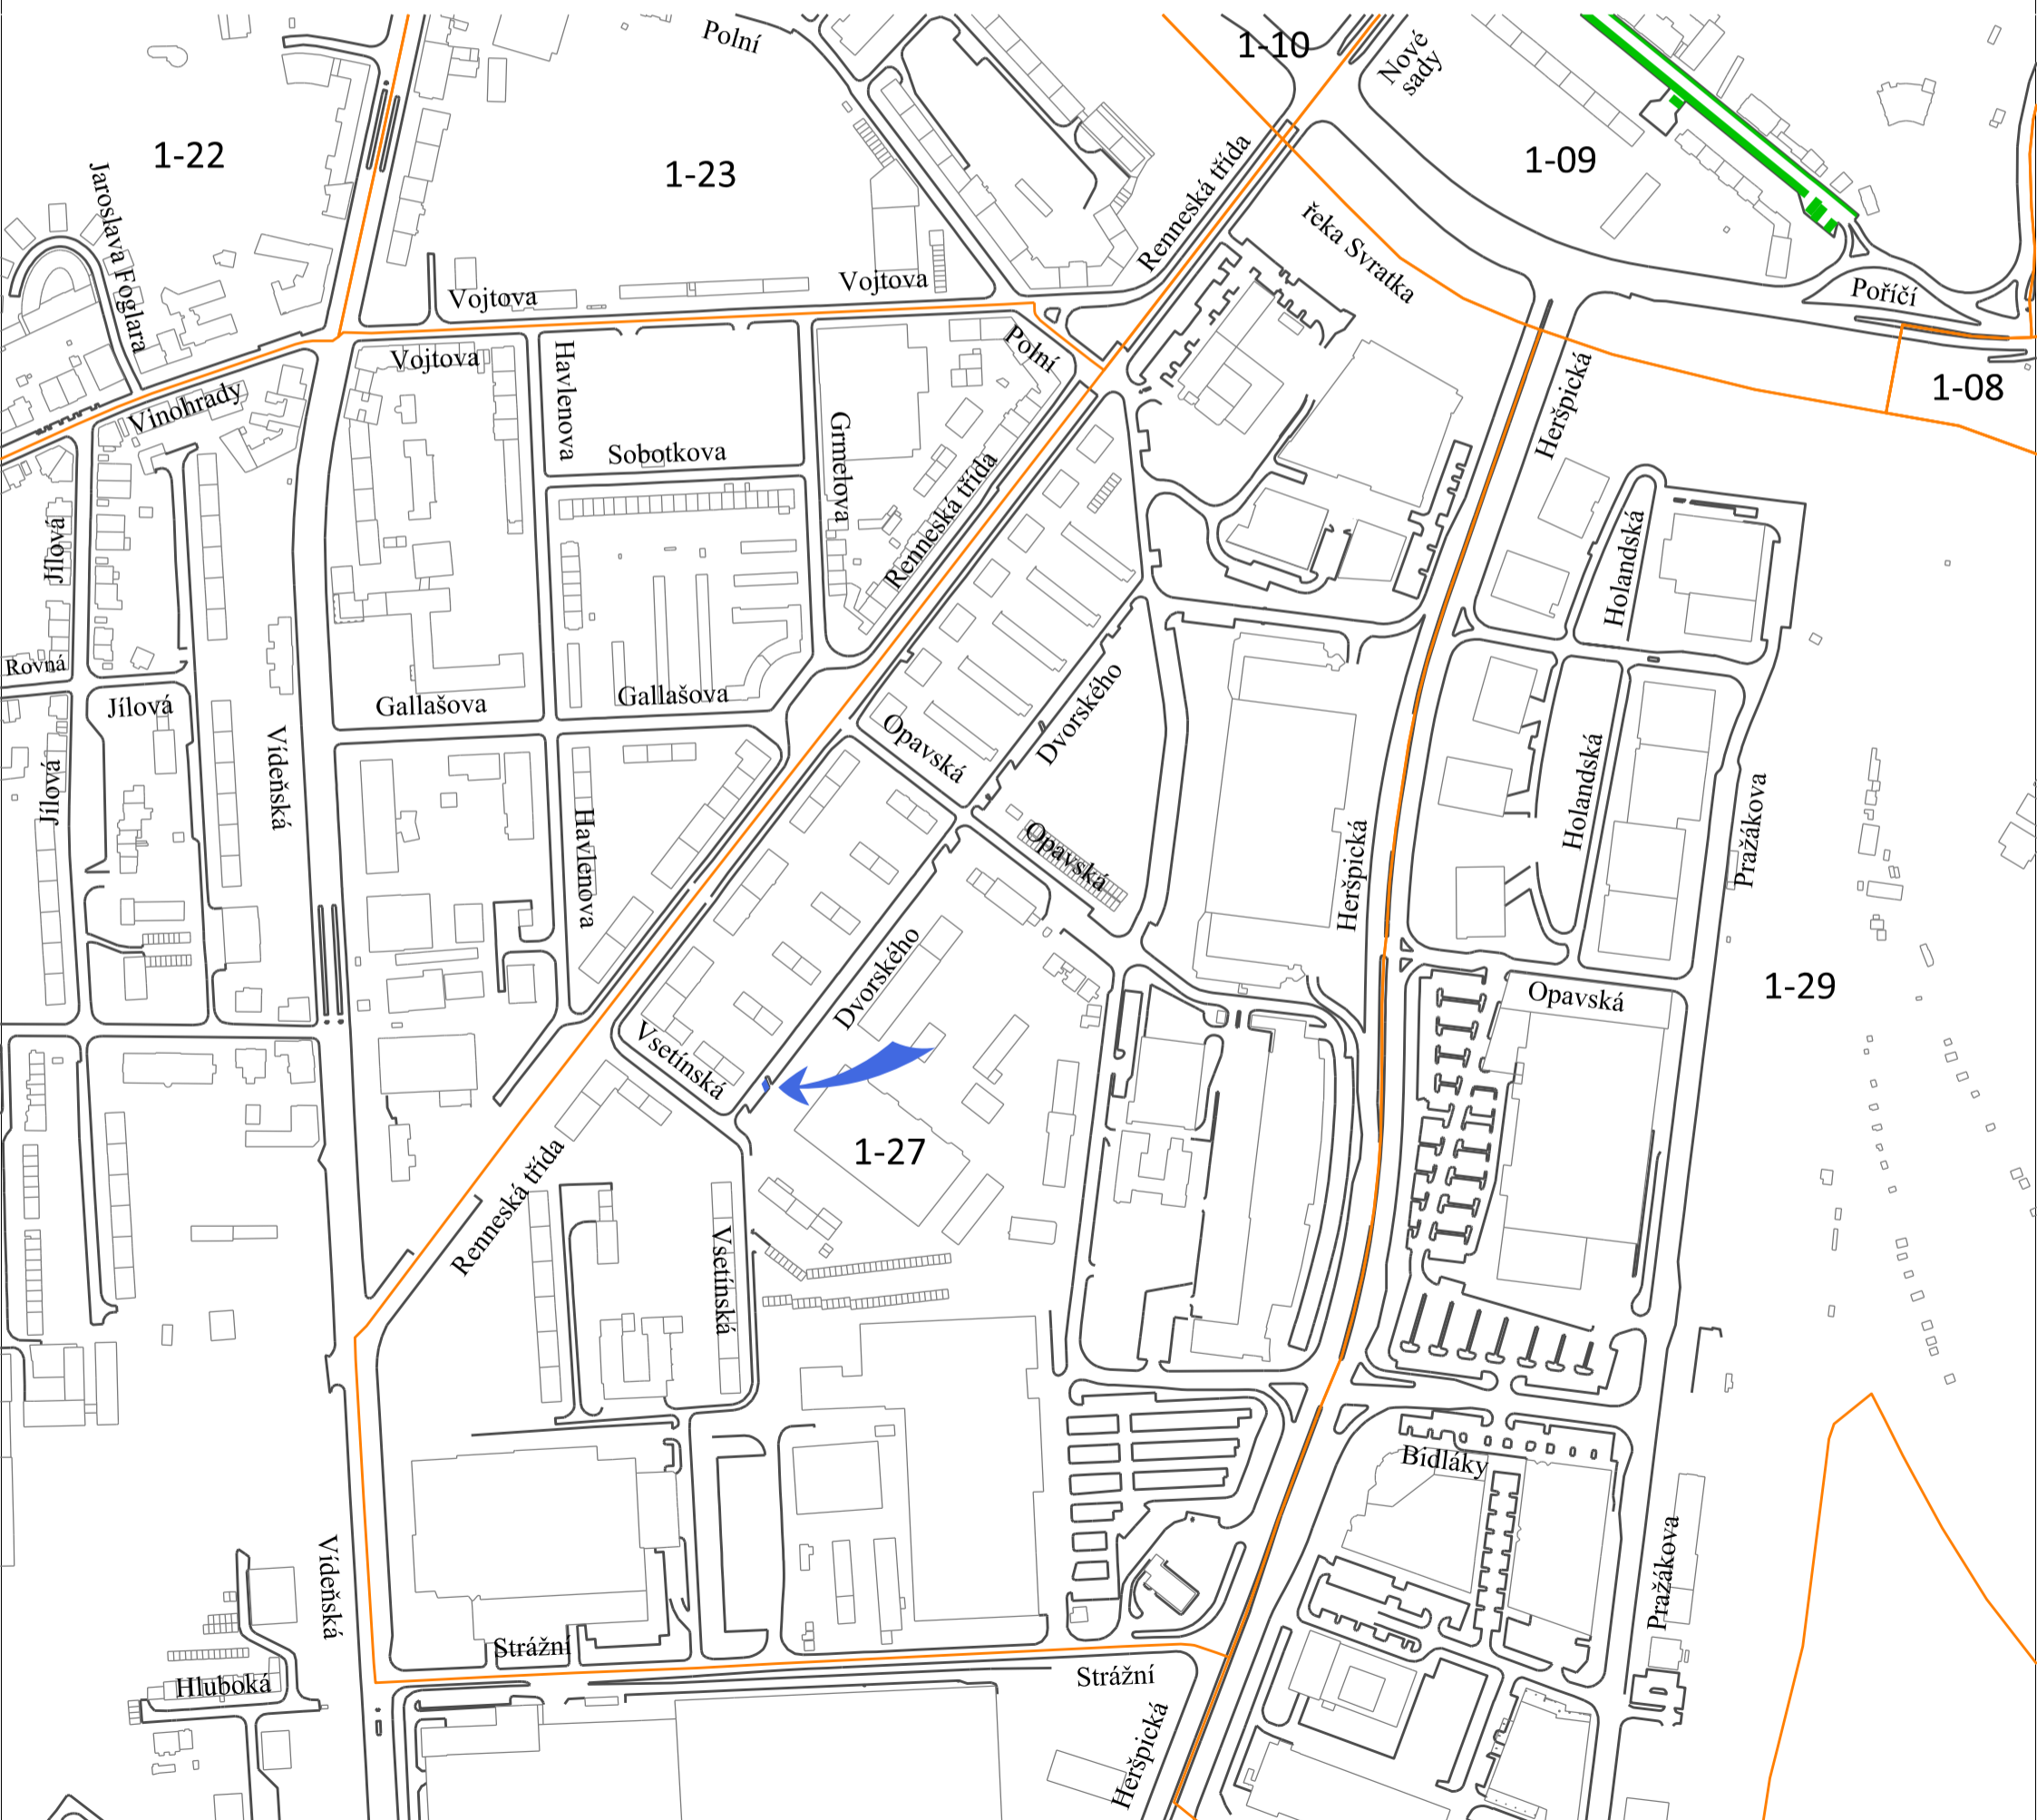 Polní
1-10
Nové
sady
1-22
1-23
1-09
Jaroslava Foglara
Renneská třída
řeka Svratka
Vojtova
Vojtova
Poříčí
Vojtova
Havlenova
Polní
Heršpická
1-08
Vinohrady
Sobotkova
Grmelova
Renneská třída
Jílová
Holandská
Rovná
Jílová
Gallašova
Gallašova
Dvorského
Opavská
Vídeňská
Jílová
Holandská
Pražákova
Havlenova
Opavská
Heršpická
Dvorského
1-29
Opavská
Vsetínská
1-27
Renneská třída
Vsetínská
Bidláky
Vídeňská
Pražákova
Strážní
Hluboká
Strážní
Heršpická